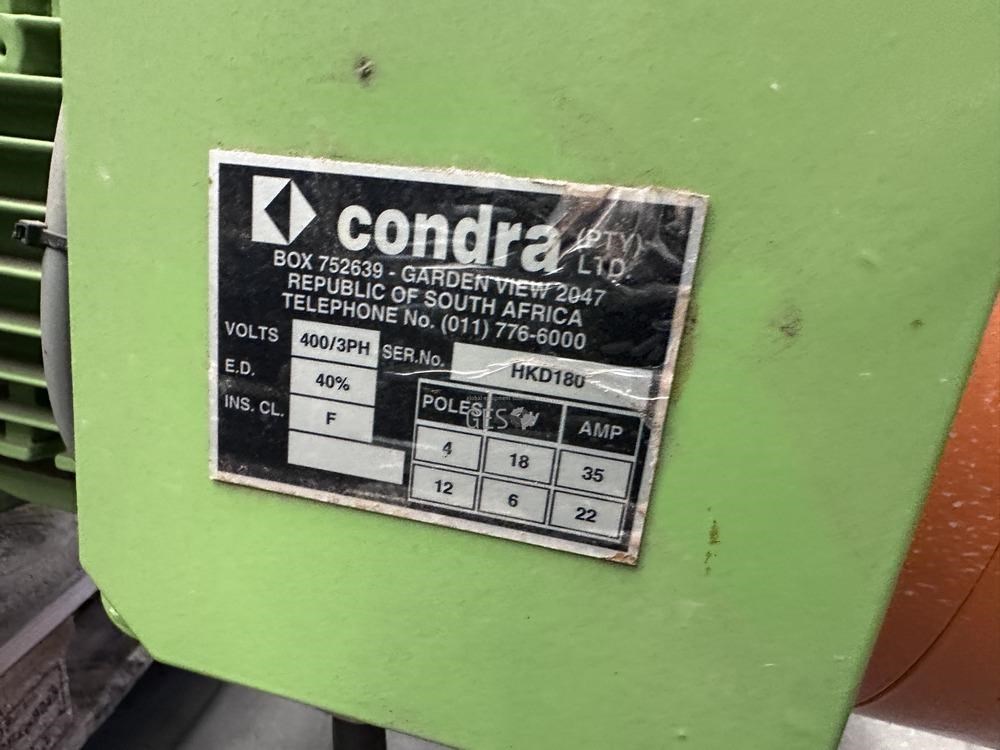 condra (PTY) LTD.
BOX 752639 - GARDEN VIEW 2047
REPUBLIC OF SOUTH AFRICA
TELEPHONE No. (011) 776-6000
VOLTS 400/3PH SER.No. HKD180
E.D. 40%
INS. CL. F
POLES AMP
4 18 35
12 6 22
GES